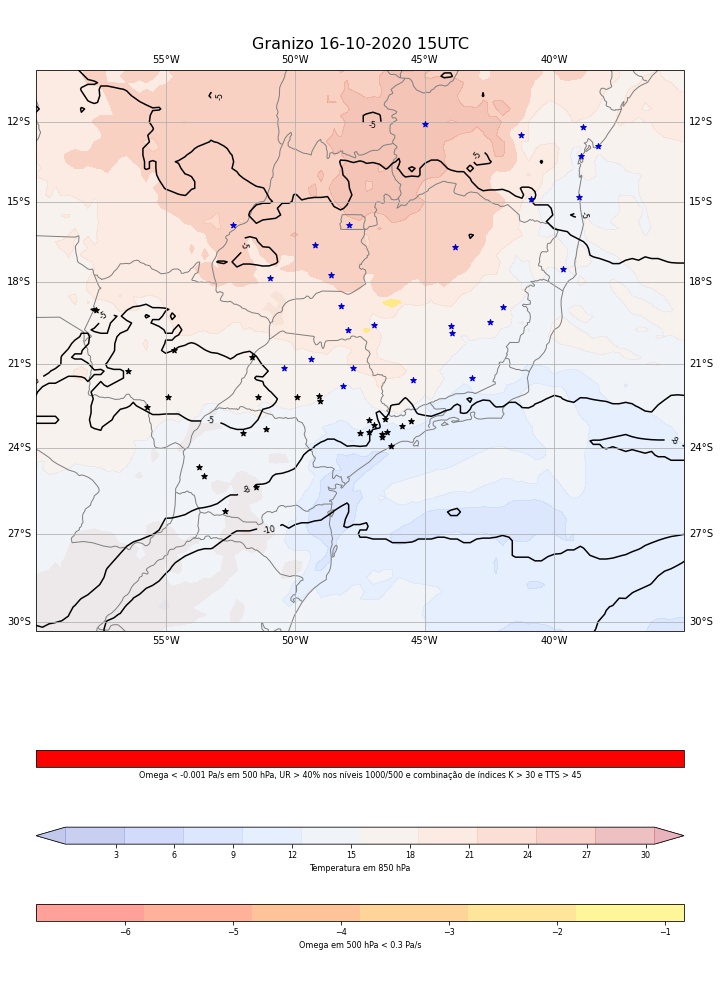 Granizo 16-10-2020 15UTC
55°W 50°W 45°W 40°W
12°S 12°S
15°S 15°S
18°S 18°S
21°S 21°S
24°S 24°S
27°S 27°S
30°S 30°S
-5
-5
-5
-5
-5
-5
-5
-8
-8
-10
55°W 50°W 45°W 40°W
Omega < -0.001 Pa/s em 500 hPa, UR > 40% nos níveis 1000/500 e combinação de índices K > 30 e TTS > 45
3 6 9 12 15 18 21 24 27 30
Temperatura em 850 hPa
−6 −5 −4 −3 −2 −1
Omega em 500 hPa < 0.3 Pa/s